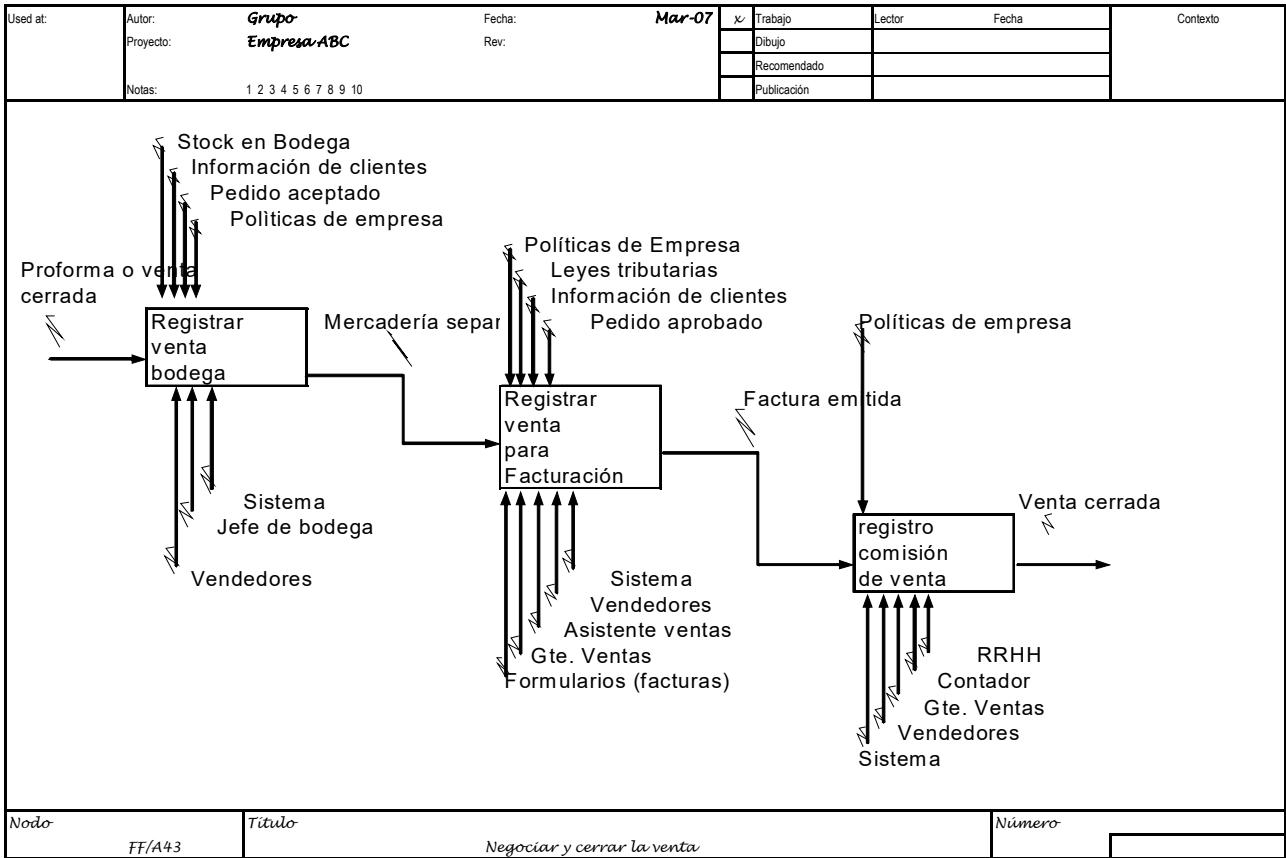 Used at:
Autor: Grupo Fecha: Mar-07
x Trabajo
Lector Fecha
Contexto
Proyecto: Empresa ABC Rev:
Dibujo
Recomendado
Notas: 1 2 3 4 5 6 7 8 9 10
Publicación
Stock en Bodega
Información de clientes
Pedido aceptado
Polìticas de empresa
Proforma o venta
cerrada
Registrar
venta
bodega
Mercadería separ
Sistema
Jefe de bodega
Vendedores
Políticas de Empresa
Leyes tributarias
Información de clientes
Pedido aprobado
Registrar
venta
para
Facturación
Factura emitida
Sistema
Vendedores
Asistente ventas
Gte. Ventas
Formularios (facturas)
Políticas de empresa
registro
comisión
de venta
Venta cerrada
RRHH
Contador
Gte. Ventas
Vendedores
Sistema
Nodo
FF/A43
Título
Negociar y cerrar la venta
Número